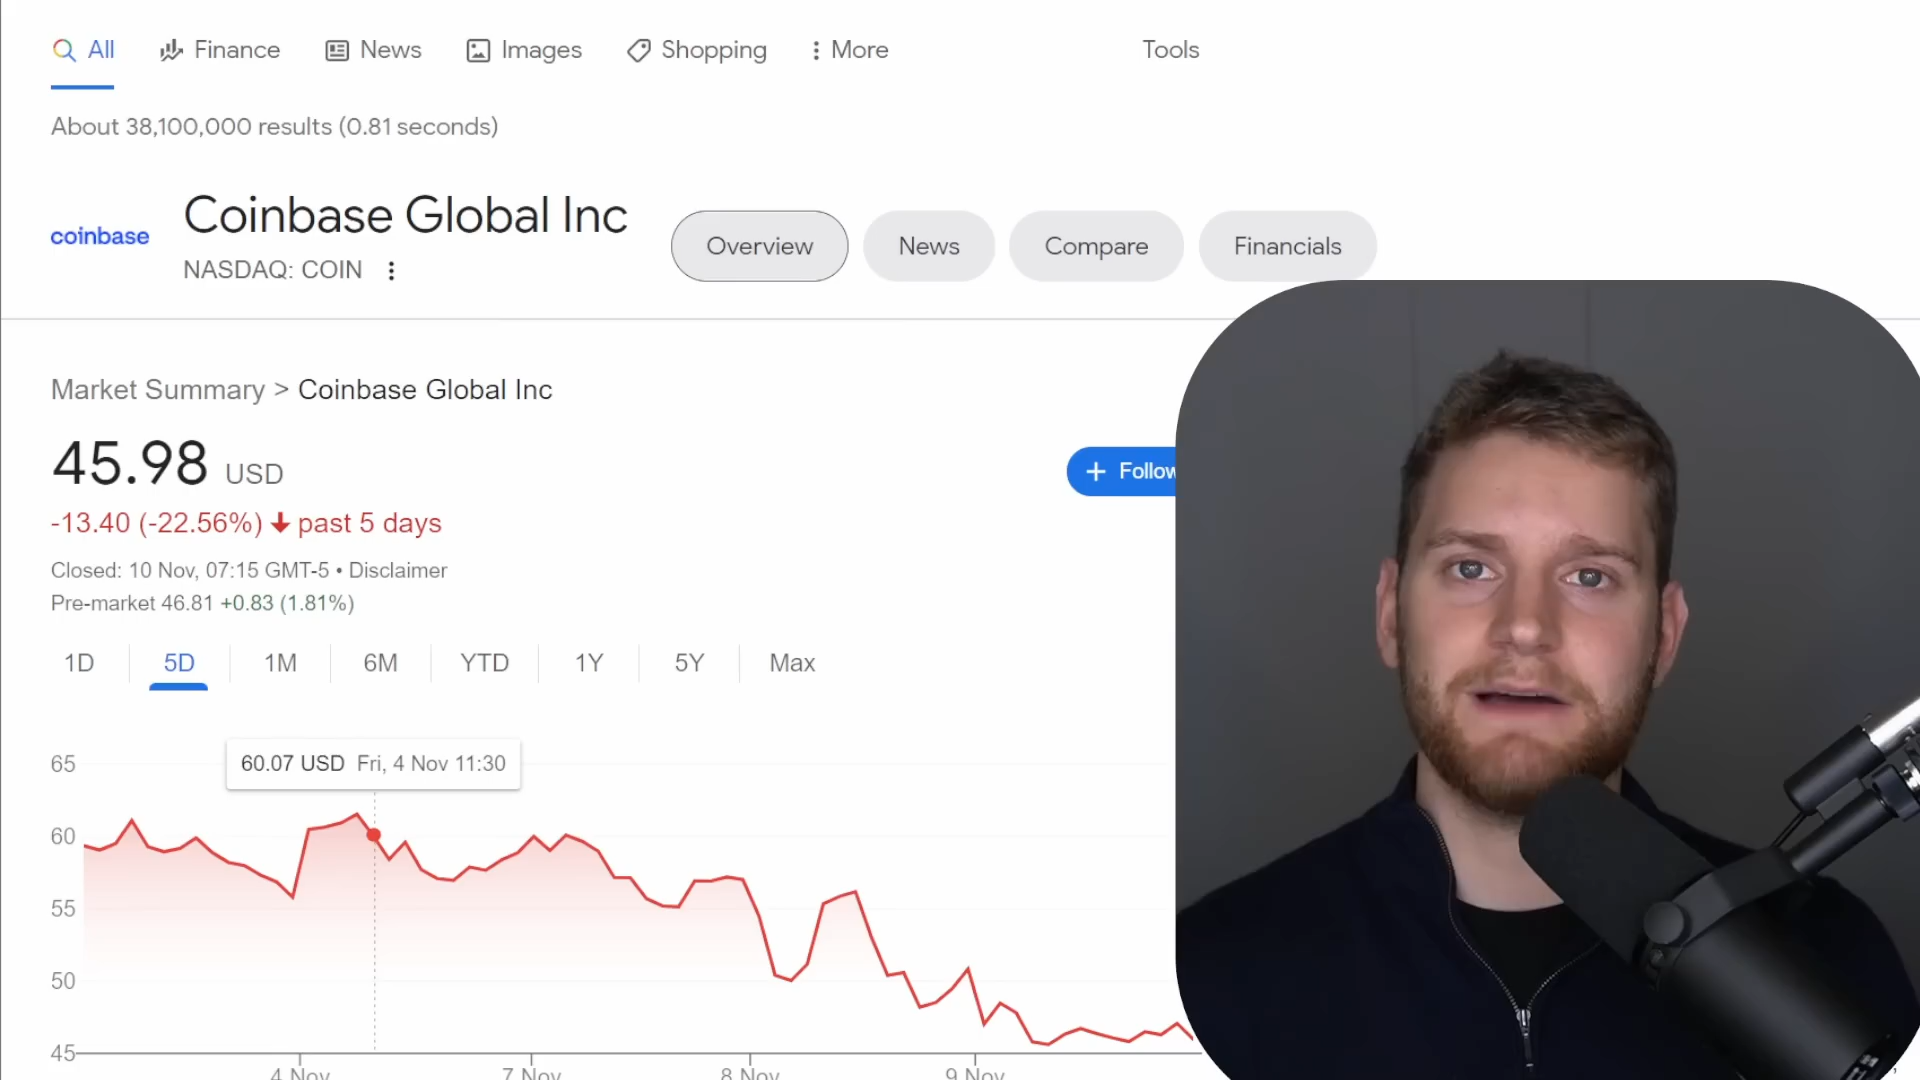 All Finance News Images Shopping More Tools
About 38,100,000 results (0.81 seconds)
coinbase
Coinbase Global Inc
NASDAQ: COIN
Overview News Compare Financials
Market Summary > Coinbase Global Inc
45.98 USD
+ Follow
-13.40 (-22.56%) ↓ past 5 days
Closed: 10 Nov, 07:15 GMT-5 • Disclaimer
Pre-market 46.81 +0.83 (1.81%)
1D 5D 1M 6M YTD 1Y 5Y Max
60.07 USD Fri, 4 Nov 11:30
65
60
55
50
45
4 Nov 7 Nov 8 Nov 9 Nov